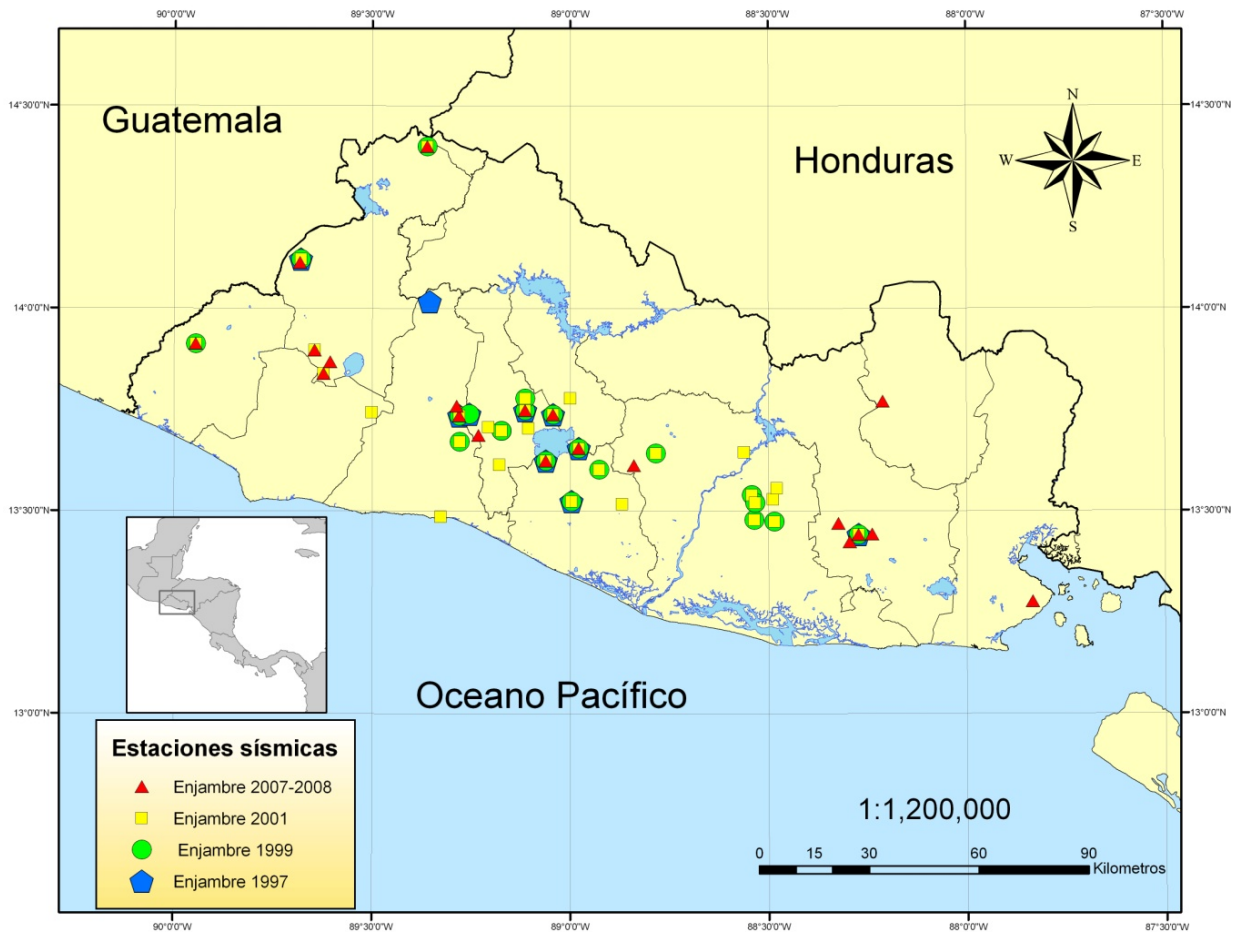 90°0'0"W 89°30'0"W 89°0'0"W 88°30'0"W 88°0'0"W 87°30'0"W
14°30'0"N 14°30'0"N
Guatemala
Honduras
N
W E
S
14°0'0"N 14°0'0"N
13°30'0"N 13°30'0"N
Oceano Pacífico
13°0'0"N 13°0'0"N
Estaciones sísmicas
Enjambre 2007-2008
Enjambre 2001
Enjambre 1999
Enjambre 1997
1:1,200,000
0 15 30 60 90
Kilometros
90°0'0"W 89°30'0"W 89°0'0"W 88°30'0"W 88°0'0"W 87°30'0"W